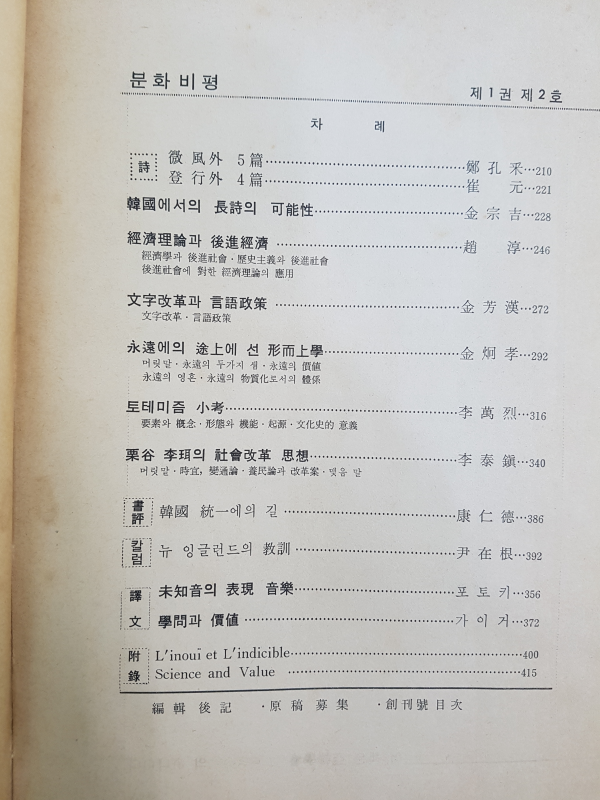 분화비평 제1권 제2호
차 례
詩
微風外 5篇 鄭孔釆 210
登行外 4篇 崔元 221
韓國에서의 長詩의 可能性 金宗吉 228
經濟理論과 後進經濟 趙淳 246
經濟學과 後進社會·歷史主義와 後進社會
後進社會에 對한 經濟理論의 應用
文字改革과 言語政策 金芳漢 272
文字改革·言語政策
永遠에의 途上에 선 形而上學 金炯孝 292
머릿말·永遠의 두가지 샘·永遠의 價値
永遠의 영혼·永遠의 物質化로서의 體係
토테미즘 小考 李萬烈 316
要素와 槪念·形態와 機能·起源·文化史的 意義
栗谷 李珥의 社會改革 思想 李泰鎭 340
머릿말·時宜, 變通論·養民論과 改革案·맺음 말
書評 韓國 統一에의 길 康仁德 386
칼럼 뉴 잉글런드의 敎訓 尹在根 392
譯文
未知音의 表現 音樂 포토키 356
學問과 價値 가이거 372
附錄
L'inouï et L'indicible 400
Science and Value 415
編輯後記 ·原稿募集 ·創刊號目次